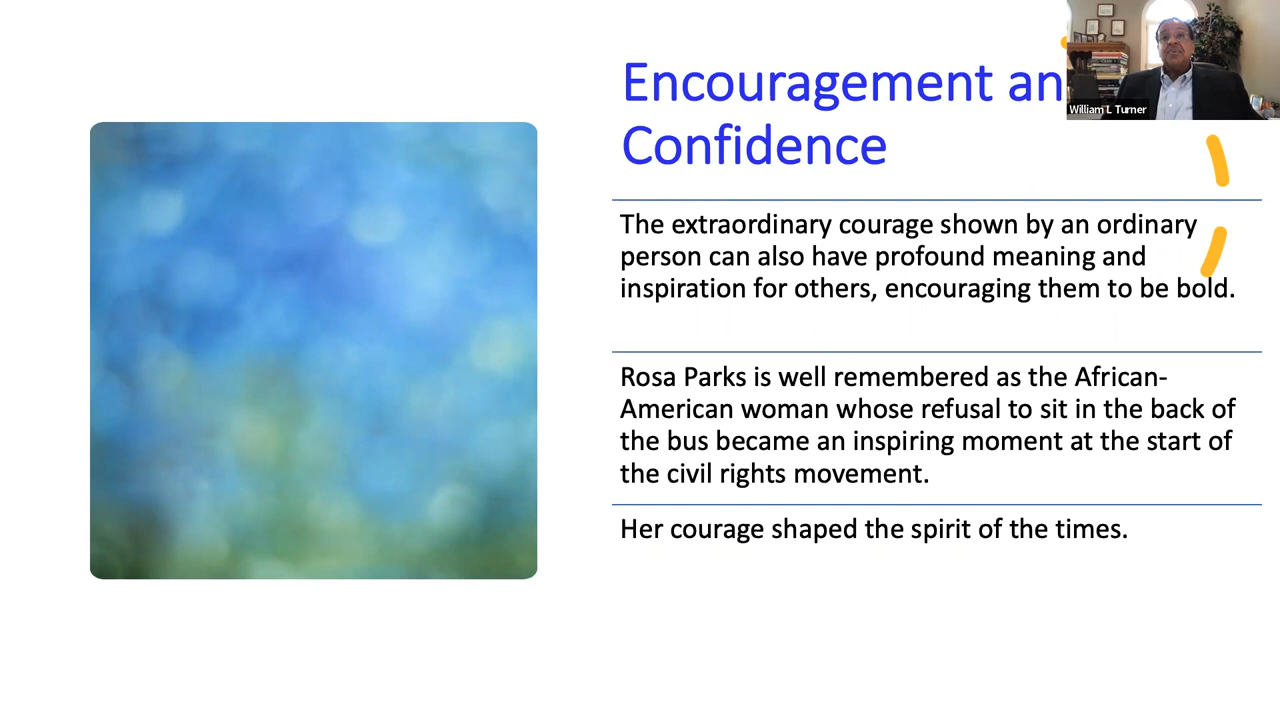 Encouragement an
Confidence
William L Turner
The extraordinary courage shown by an ordinary
person can also have profound meaning and
inspiration for others, encouraging them to be bold.
Rosa Parks is well remembered as the African-
American woman whose refusal to sit in the back of
the bus became an inspiring moment at the start of
the civil rights movement.
Her courage shaped the spirit of the times.